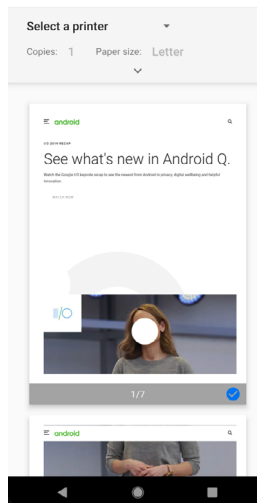 Select a printer
Copies: 1 Paper size: Letter
android
I/O 2019 RECAP
See what's new in Android Q.
Watch the Google I/O keynote recap to see the newest from Android in privacy, digital wellbeing and helpful
innovation.
I/O
1/7
android